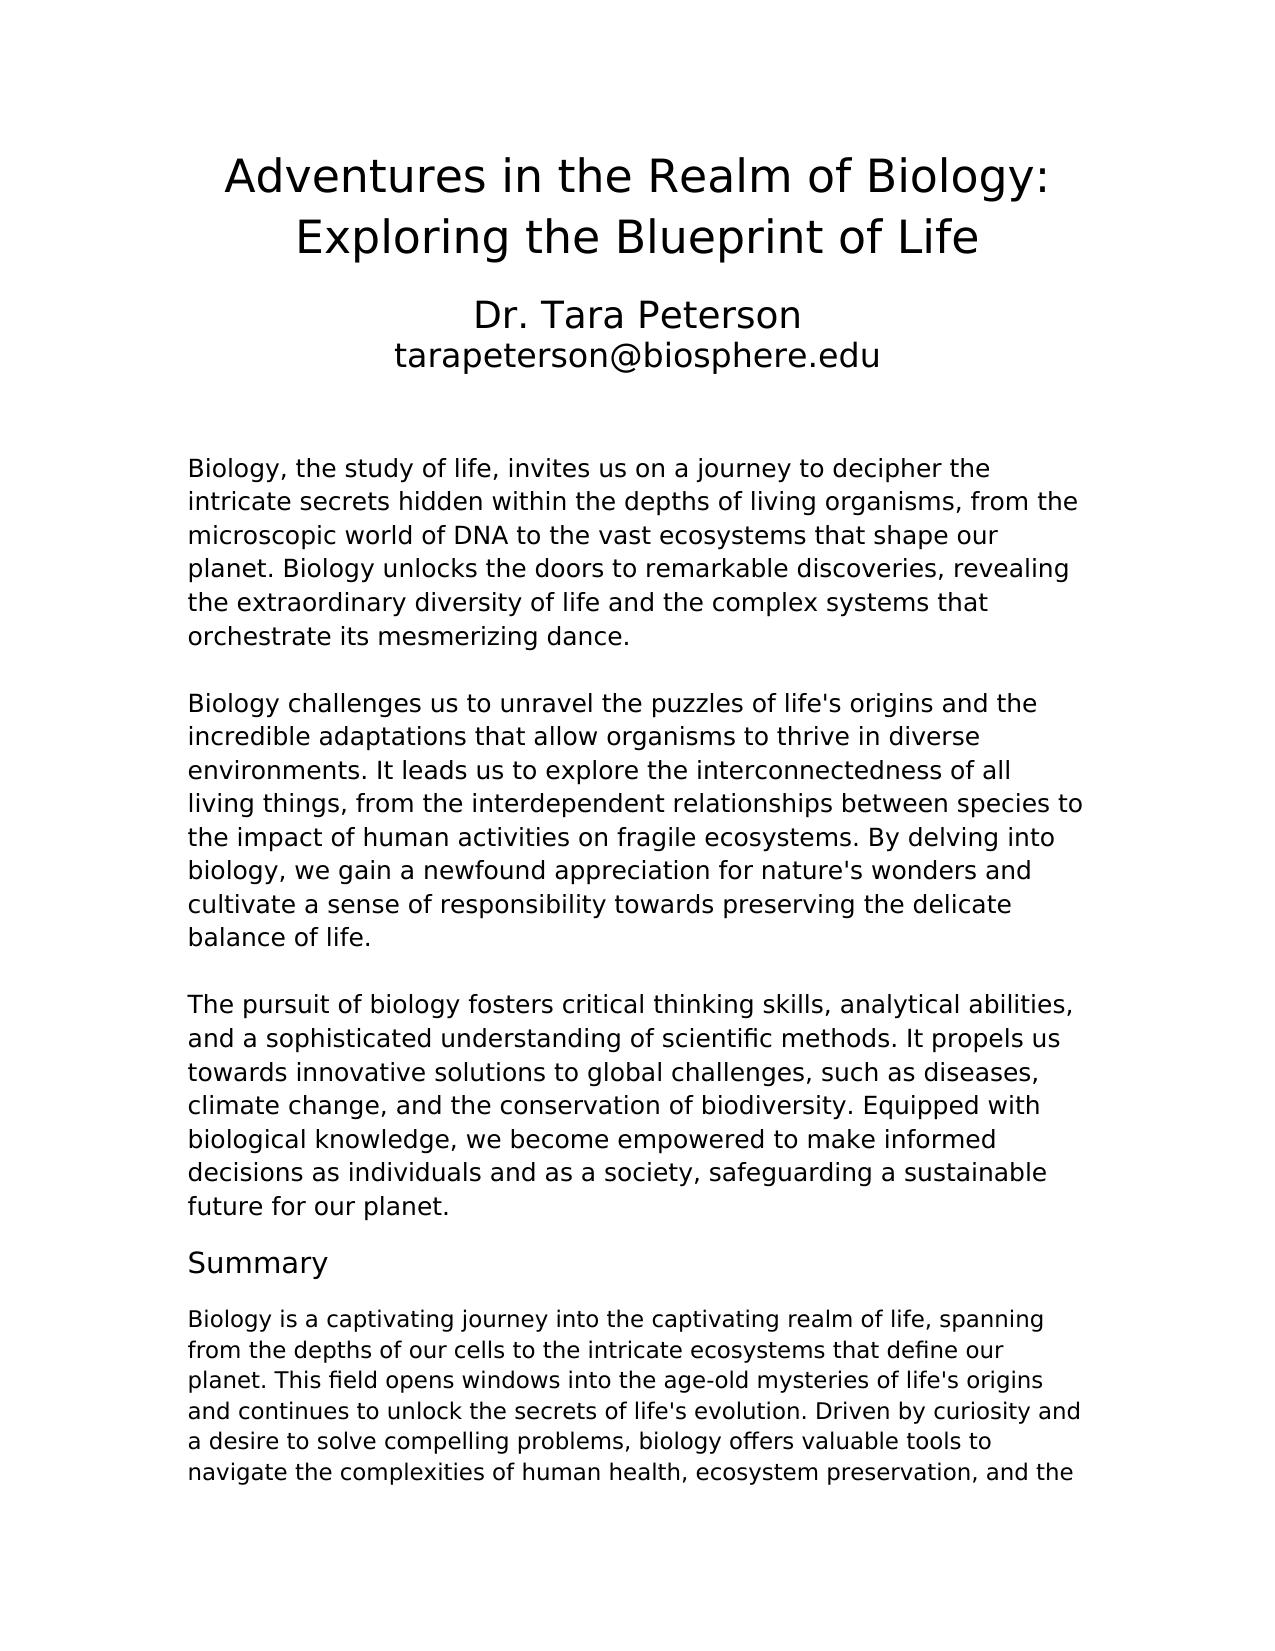 Adventures in the Realm of Biology:
Exploring the Blueprint of Life
Dr. Tara Peterson
tarapeterson@biosphere.edu
Biology, the study of life, invites us on a journey to decipher the
intricate secrets hidden within the depths of living organisms, from the
microscopic world of DNA to the vast ecosystems that shape our
planet. Biology unlocks the doors to remarkable discoveries, revealing
the extraordinary diversity of life and the complex systems that
orchestrate its mesmerizing dance.
Biology challenges us to unravel the puzzles of life's origins and the
incredible adaptations that allow organisms to thrive in diverse
environments. It leads us to explore the interconnectedness of all
living things, from the interdependent relationships between species to
the impact of human activities on fragile ecosystems. By delving into
biology, we gain a newfound appreciation for nature's wonders and
cultivate a sense of responsibility towards preserving the delicate
balance of life.
The pursuit of biology fosters critical thinking skills, analytical abilities,
and a sophisticated understanding of scientific methods. It propels us
towards innovative solutions to global challenges, such as diseases,
climate change, and the conservation of biodiversity. Equipped with
biological knowledge, we become empowered to make informed
decisions as individuals and as a society, safeguarding a sustainable
future for our planet.
Summary
Biology is a captivating journey into the captivating realm of life, spanning
from the depths of our cells to the intricate ecosystems that define our
planet. This field opens windows into the age-old mysteries of life's origins
and continues to unlock the secrets of life's evolution. Driven by curiosity and
a desire to solve compelling problems, biology offers valuable tools to
navigate the complexities of human health, ecosystem preservation, and the